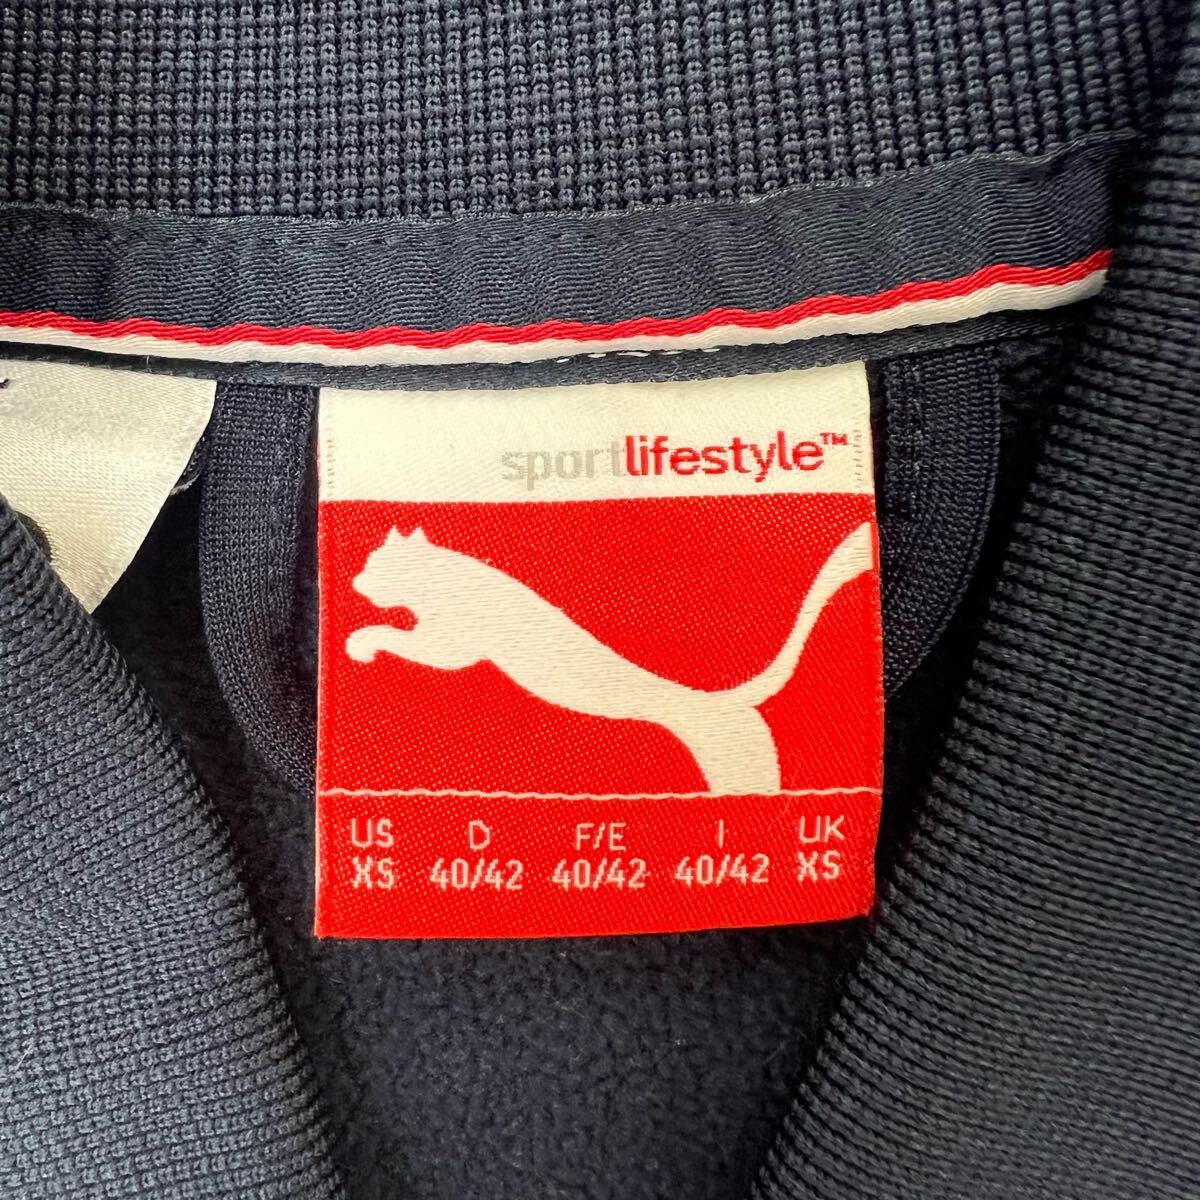 sportlifestyle™
US D F/E I UK
XS 40/42 40/42 40/42 XS